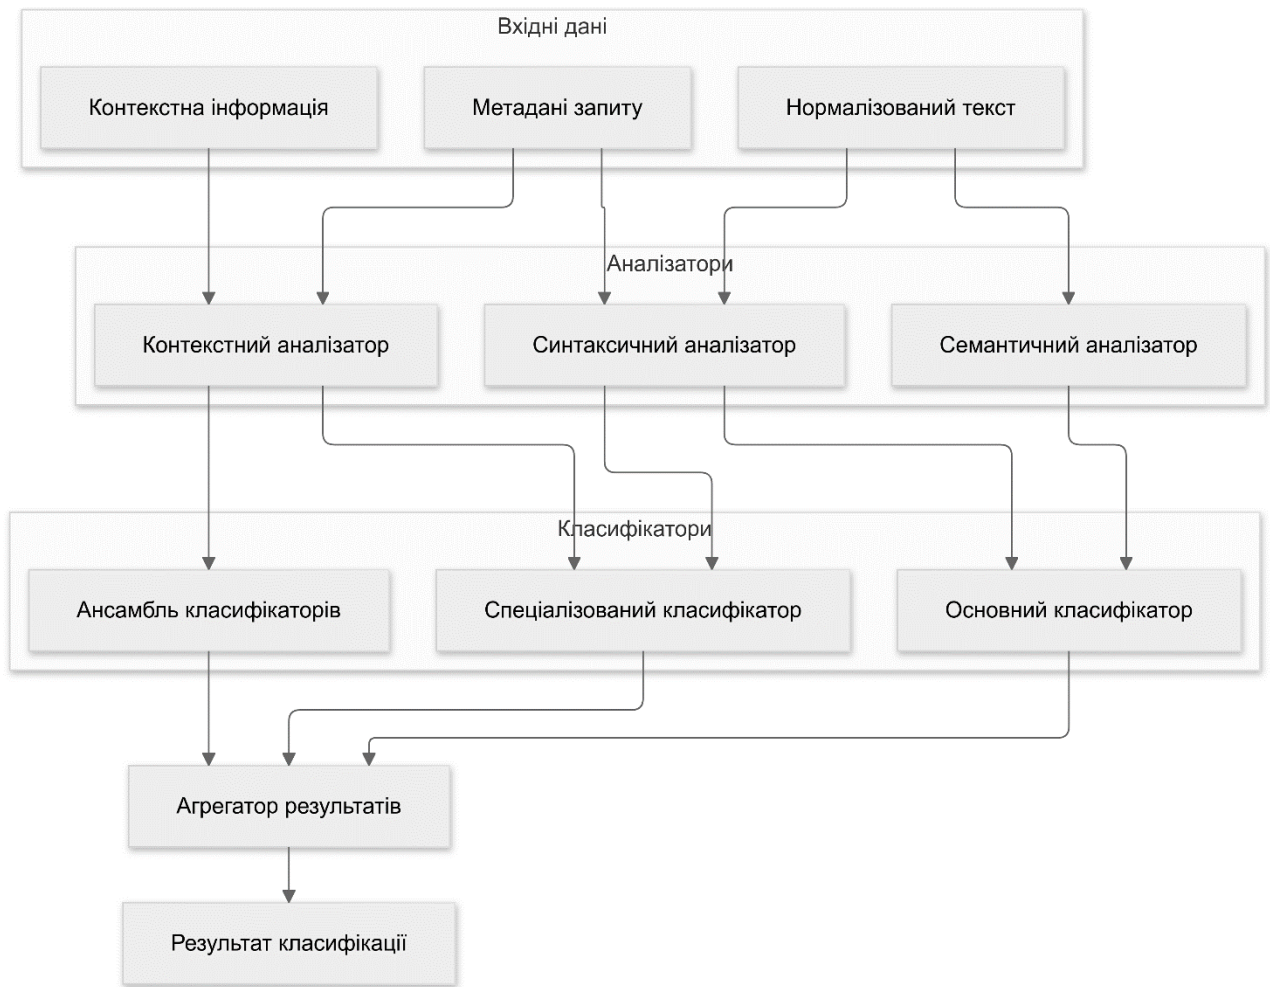 Вхідні дані
Контекстна інформація
Метадані запиту
Нормалізований текст
Аналізатори
Контекстний аналізатор
Синтаксичний аналізатор
Семантичний аналізатор
Класифікатори
Ансамбль класифікаторів
Спеціалізований класифікатор
Основний класифікатор
Агрегатор результатів
Результат класифікації